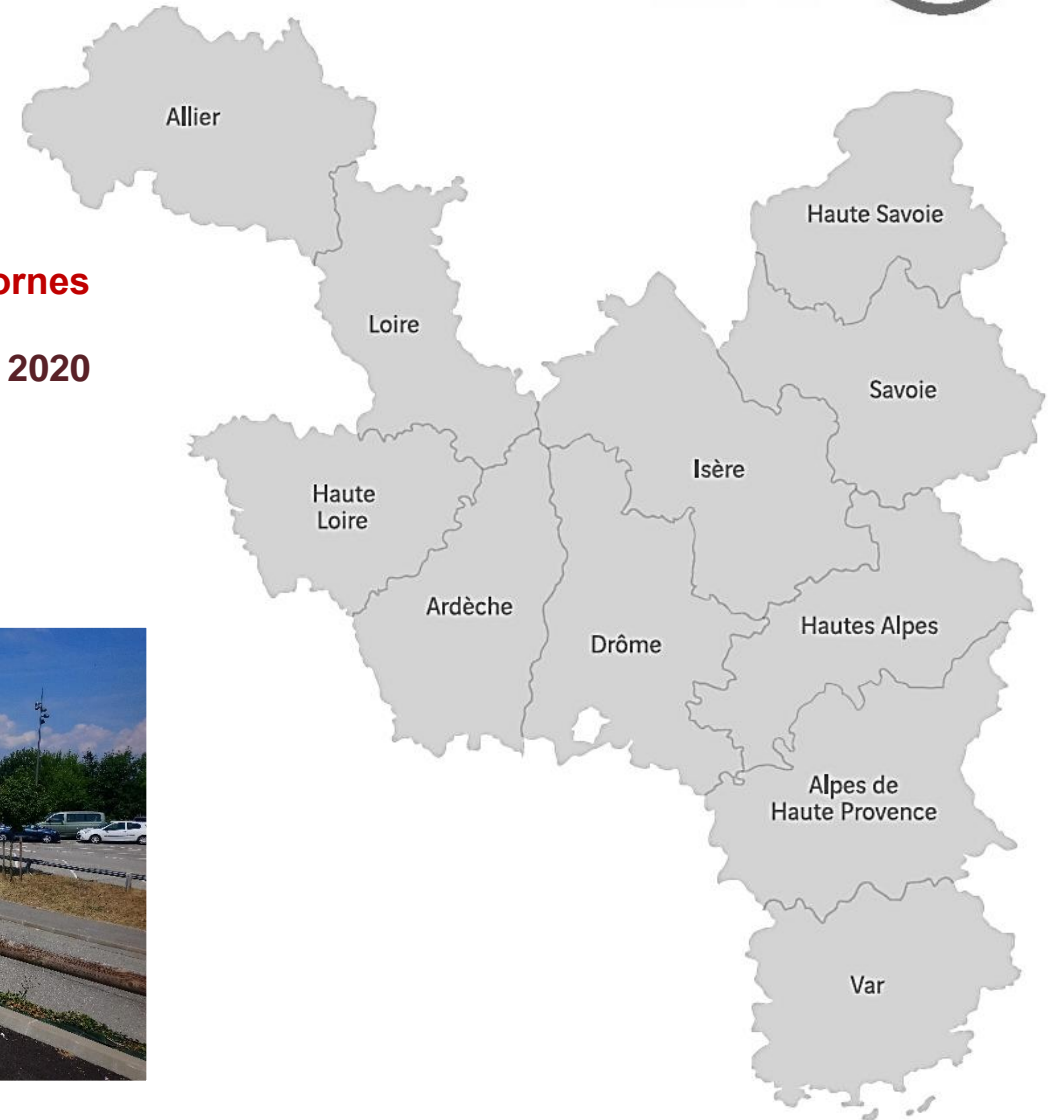 Allier
Haute Savoie
ornes
Loire
2020
Savoie
Isère
Haute
Loire
Ardèche
Hautes Alpes
Drôme
Alpes de
Haute Provence
Var